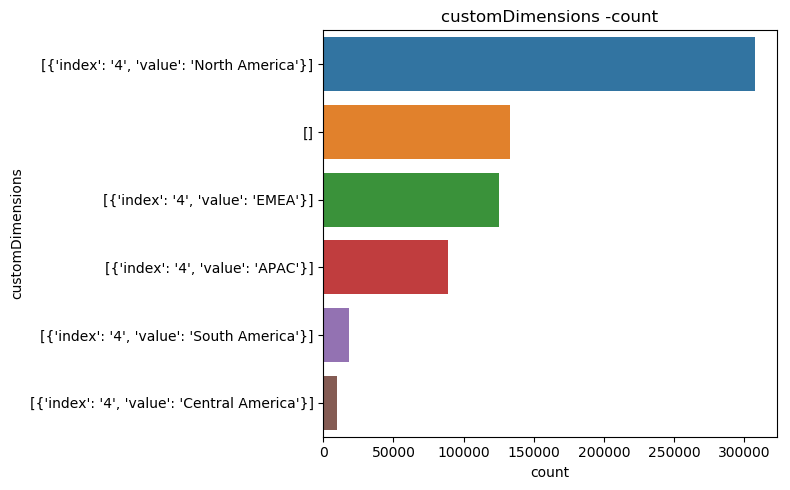 customDimensions -count
customDimensions
[{'index': '4', 'value': 'North America'}]
[]
[{'index': '4', 'value': 'EMEA'}]
[{'index': '4', 'value': 'APAC'}]
[{'index': '4', 'value': 'South America'}]
[{'index': '4', 'value': 'Central America'}]
0 50000 100000 150000 200000 250000 300000
count